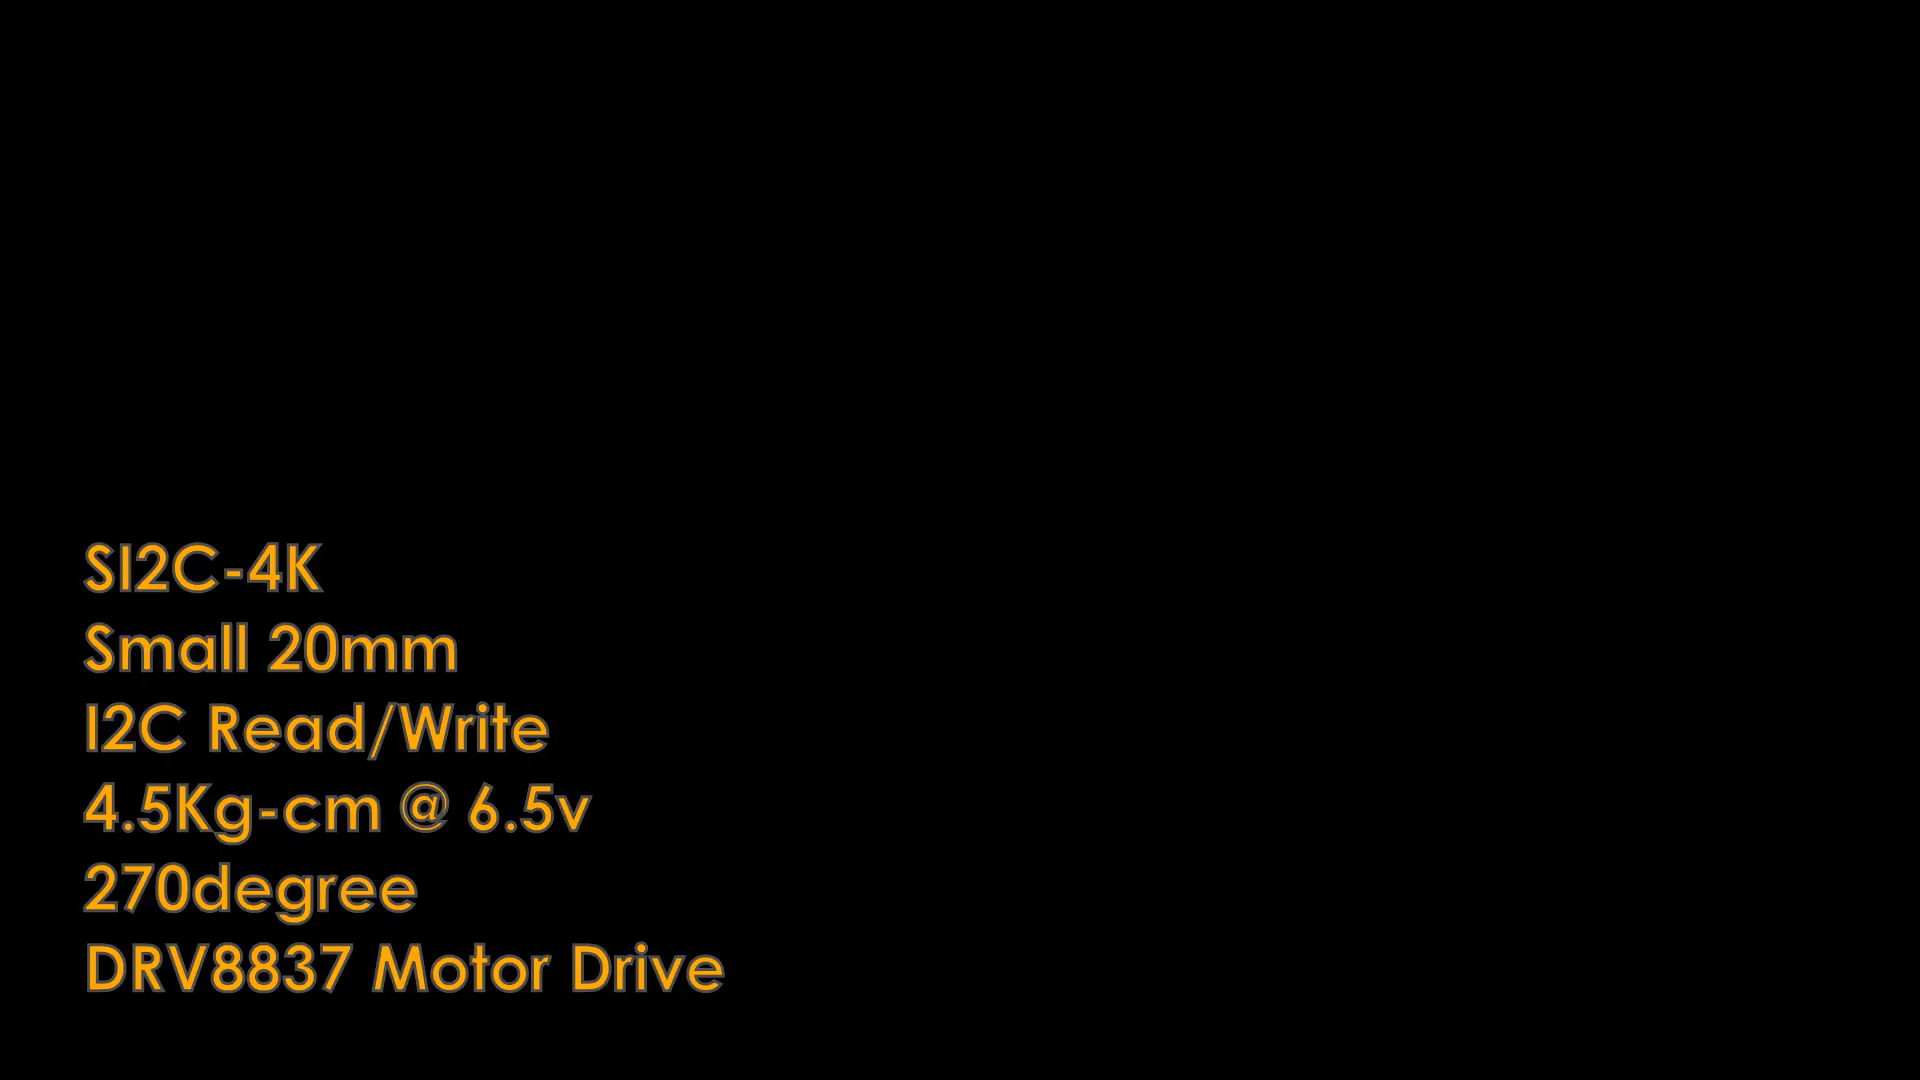 SI2C-4K
Small 20mm
I2C Read/Write
4.5Kg-cm @ 6.5v
270degree
DRV8837 Motor Drive